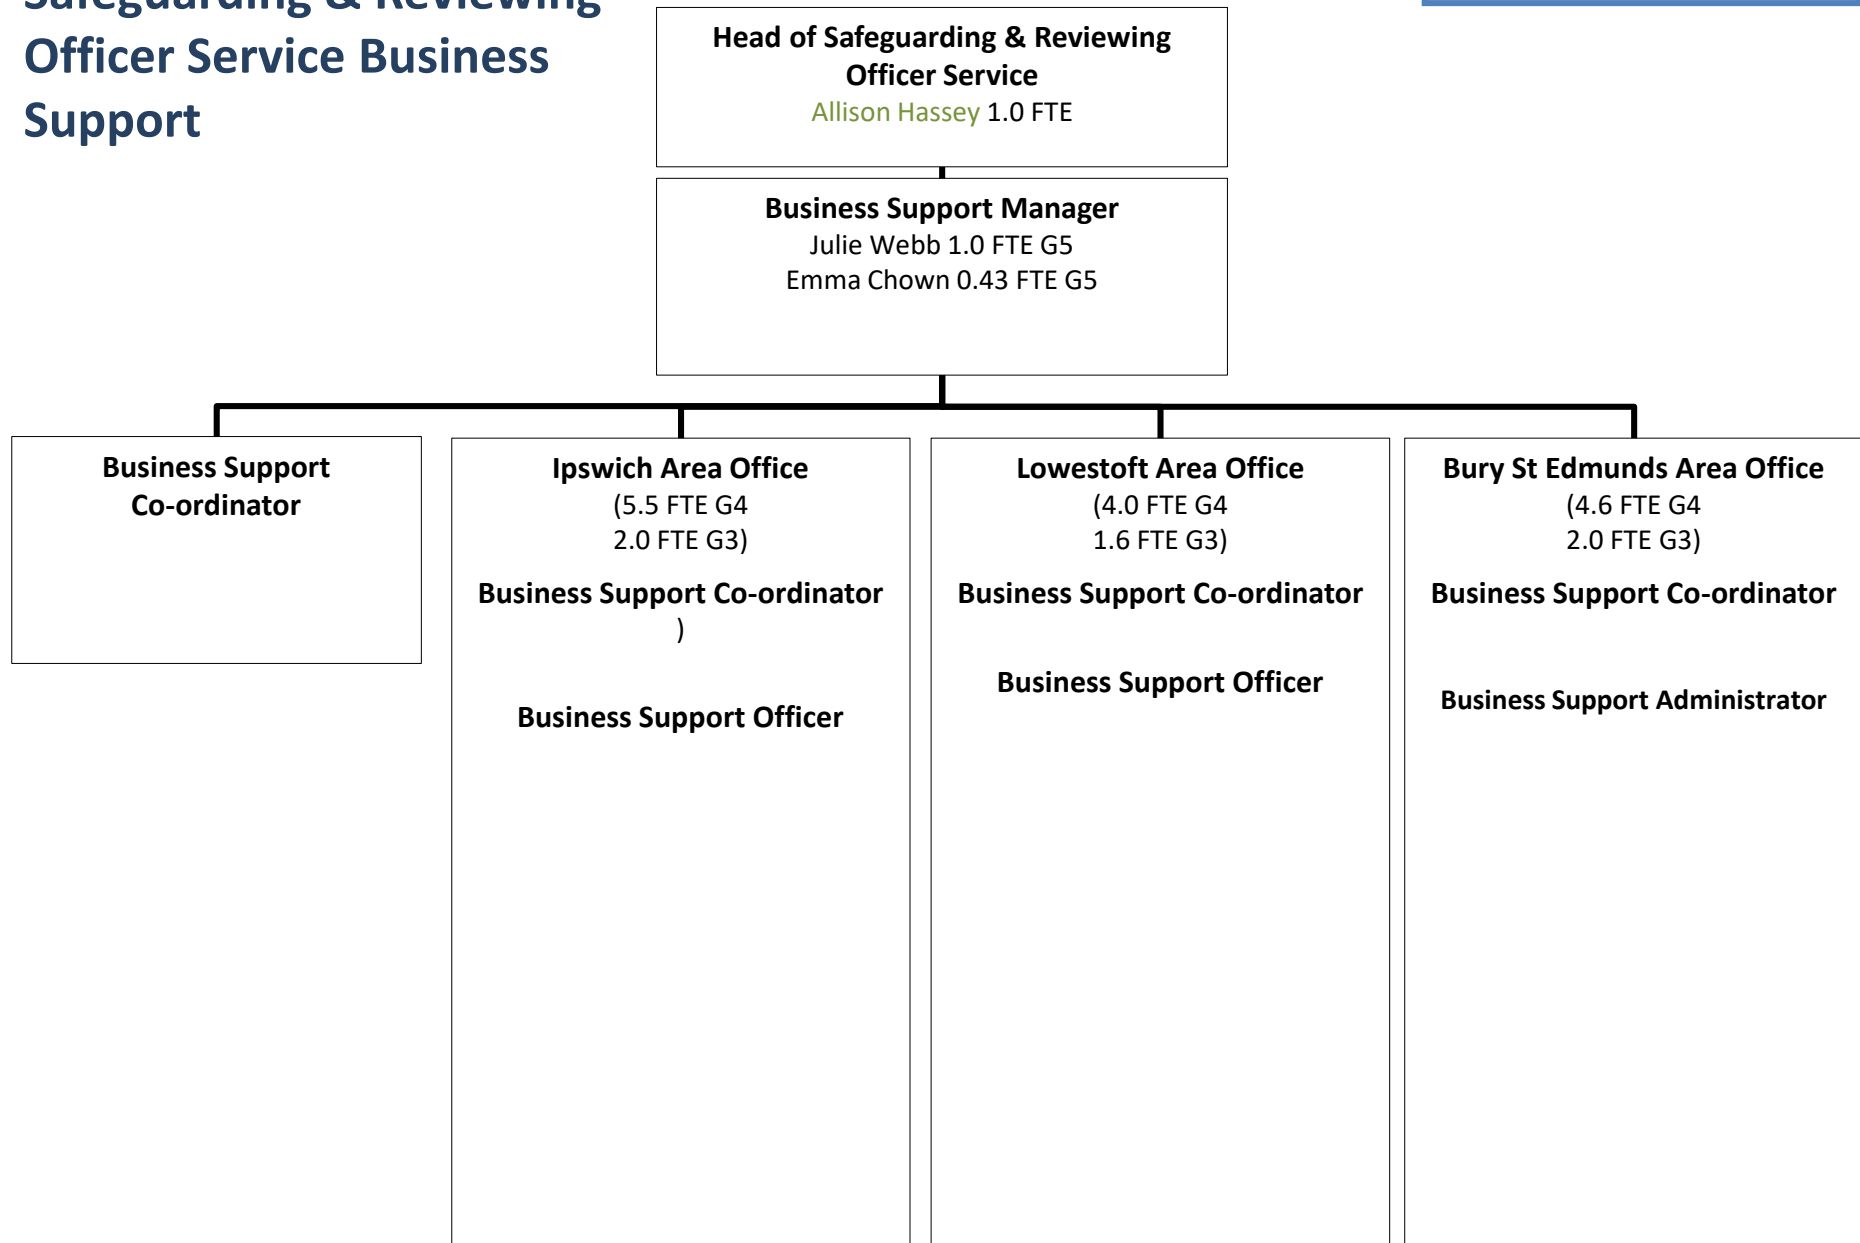 Safeguarding & Reviewing
Officer Service Business
Support
Head of Safeguarding & Reviewing
Officer Service
Allison Hassey 1.0 FTE
Business Support Manager
Julie Webb 1.0 FTE G5
Emma Chown 0.43 FTE G5
Business Support
Co-ordinator
Ipswich Area Office
(5.5 FTE G4
2.0 FTE G3)
Business Support Co-ordinator
)
Business Support Officer
Lowestoft Area Office
(4.0 FTE G4
1.6 FTE G3)
Business Support Co-ordinator
Business Support Officer
Bury St Edmunds Area Office
(4.6 FTE G4
2.0 FTE G3)
Business Support Co-ordinator
Business Support Administrator